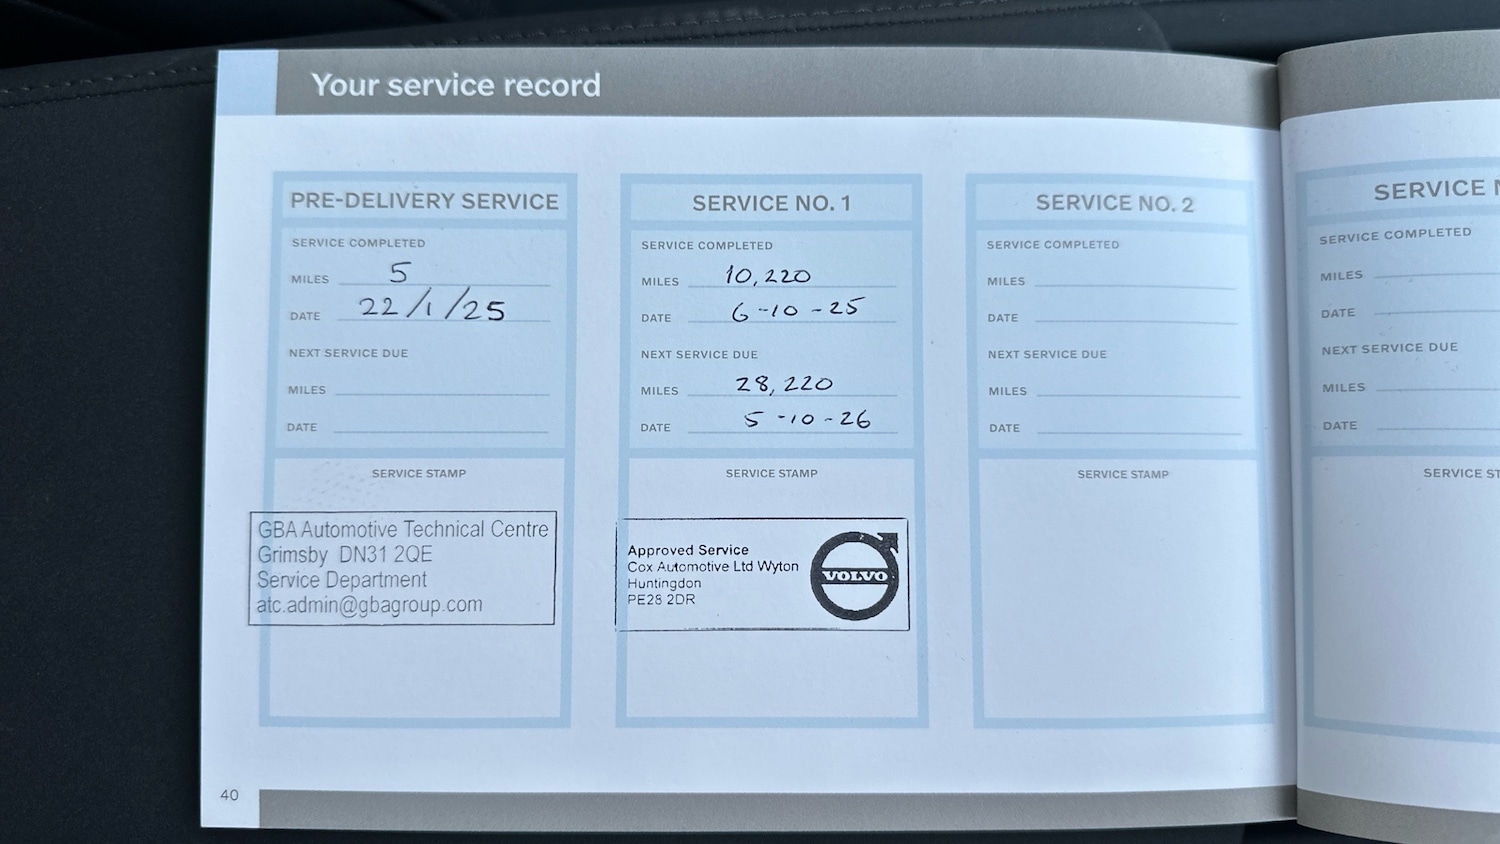 Your service record
PRE-DELIVERY SERVICE
SERVICE COMPLETED
MILES 5
DATE 22/1/25
NEXT SERVICE DUE
MILES
DATE
SERVICE STAMP
GBA Automotive Technical Centre
Grimsby DN31 2QE
Service Department
atc.admin@gbagroup.com
SERVICE NO. 1
SERVICE COMPLETED
MILES 10,220
DATE 6-10-25
NEXT SERVICE DUE
MILES 28,220
DATE 5-10-26
SERVICE STAMP
Approved Service
Cox Automotive Ltd Wyton
Huntingdon
PE28 2DR
VOLVO
SERVICE NO. 2
SERVICE COMPLETED
MILES
DATE
NEXT SERVICE DUE
MILES
DATE
SERVICE STAMP
SERVICE N
SERVICE COMPLETED
MILES
DATE
NEXT SERVICE DUE
MILES
DATE
SERVICE ST
40